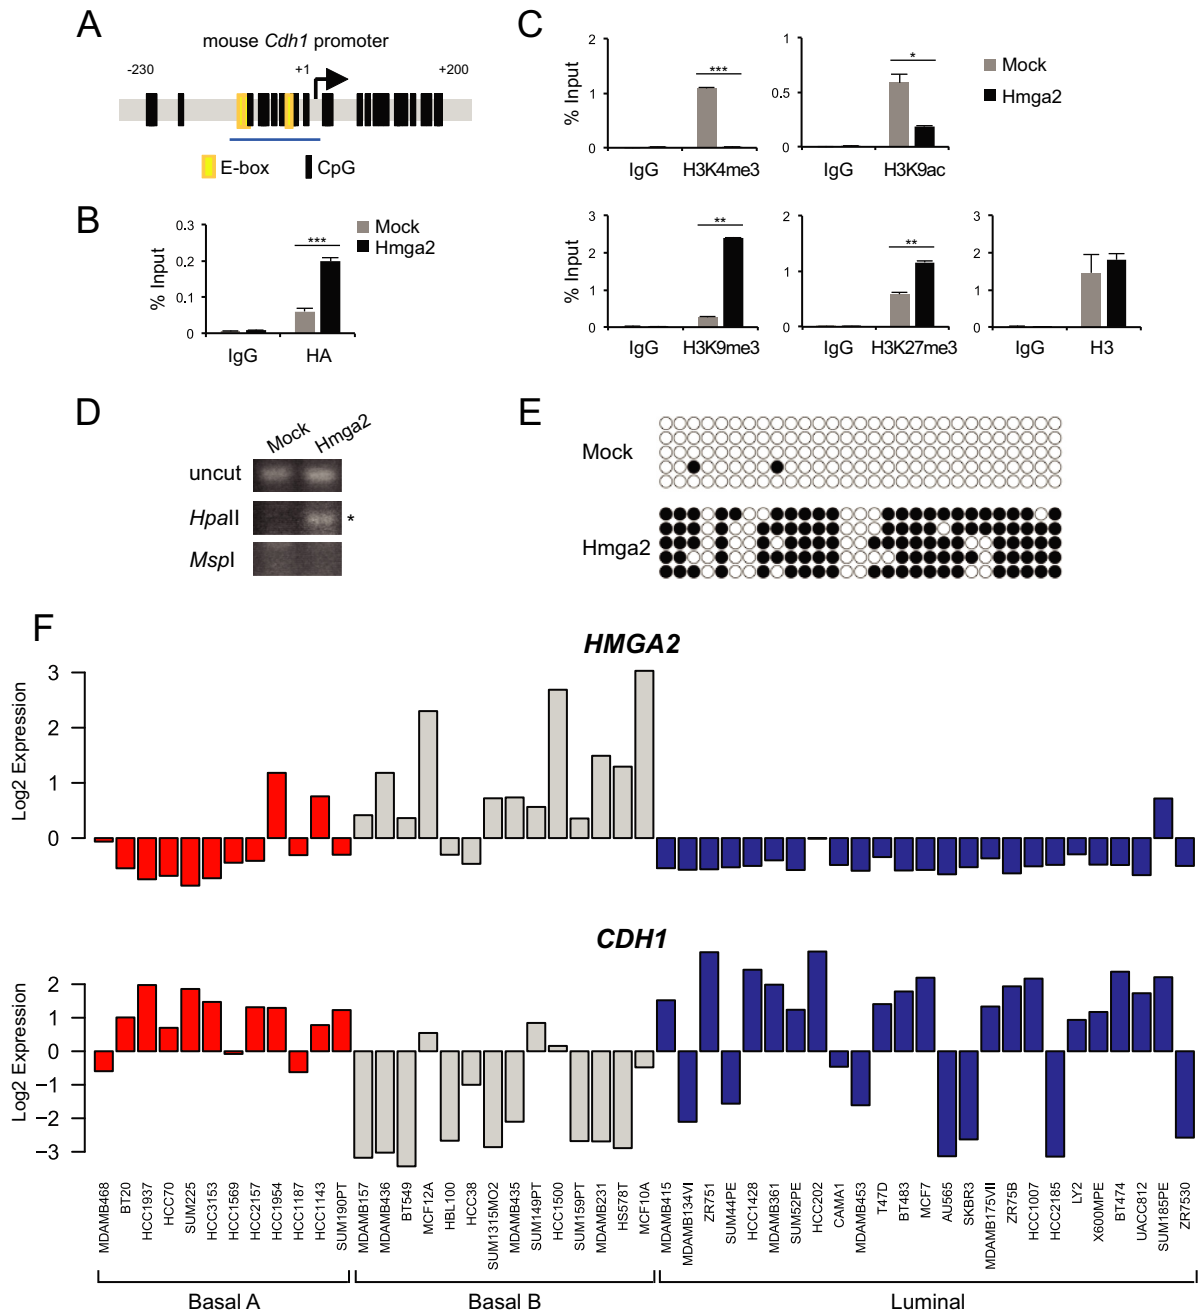 A
mouse Cdh1 promoter
-230
+1
+200
E-box
CpG
B
0.3
0.2
0.1
0
% Input
***
Mock
Hmga2
IgG
HA
C
2
1
0
% Input
***
IgG
H3K4me3
1
0.5
0
*
IgG
H3K9ac
Mock
Hmga2
3
2
1
0
% Input
**
IgG
H3K9me3
2
1
0
**
IgG
H3K27me3
3
2
1
0
IgG
H3
D
Mock
Hmga2
uncut
HpaII
*
MspI
E
Mock
Hmga2
F
HMGA2
Log2 Expression
3
2
1
0
CDH1
Log2 Expression
2
1
0
−1
−2
−3
MDAMB468
BT20
HCC1937
HCC70
SUM225
HCC3153
HCC1569
HCC2157
HCC1954
HCC1187
HCC1143
SUM190PT
MDAMB157
MDAMB436
BT549
MCF12A
HBL100
HCC38
SUM1315MO2
MDAMB435
SUM149PT
HCC1500
SUM159PT
MDAMB231
HS578T
MCF10A
MDAMB415
MDAMB134VI
ZR751
SUM44PE
HCC1428
MDAMB361
SUM52PE
HCC202
CAMA1
MDAMB453
T47D
BT483
MCF7
AU565
SKBR3
MDAMB175VII
ZR75B
HCC1007
HCC2185
LY2
X600MPE
BT474
UACC812
SUM185PE
ZR7530
Basal A
Basal B
Luminal